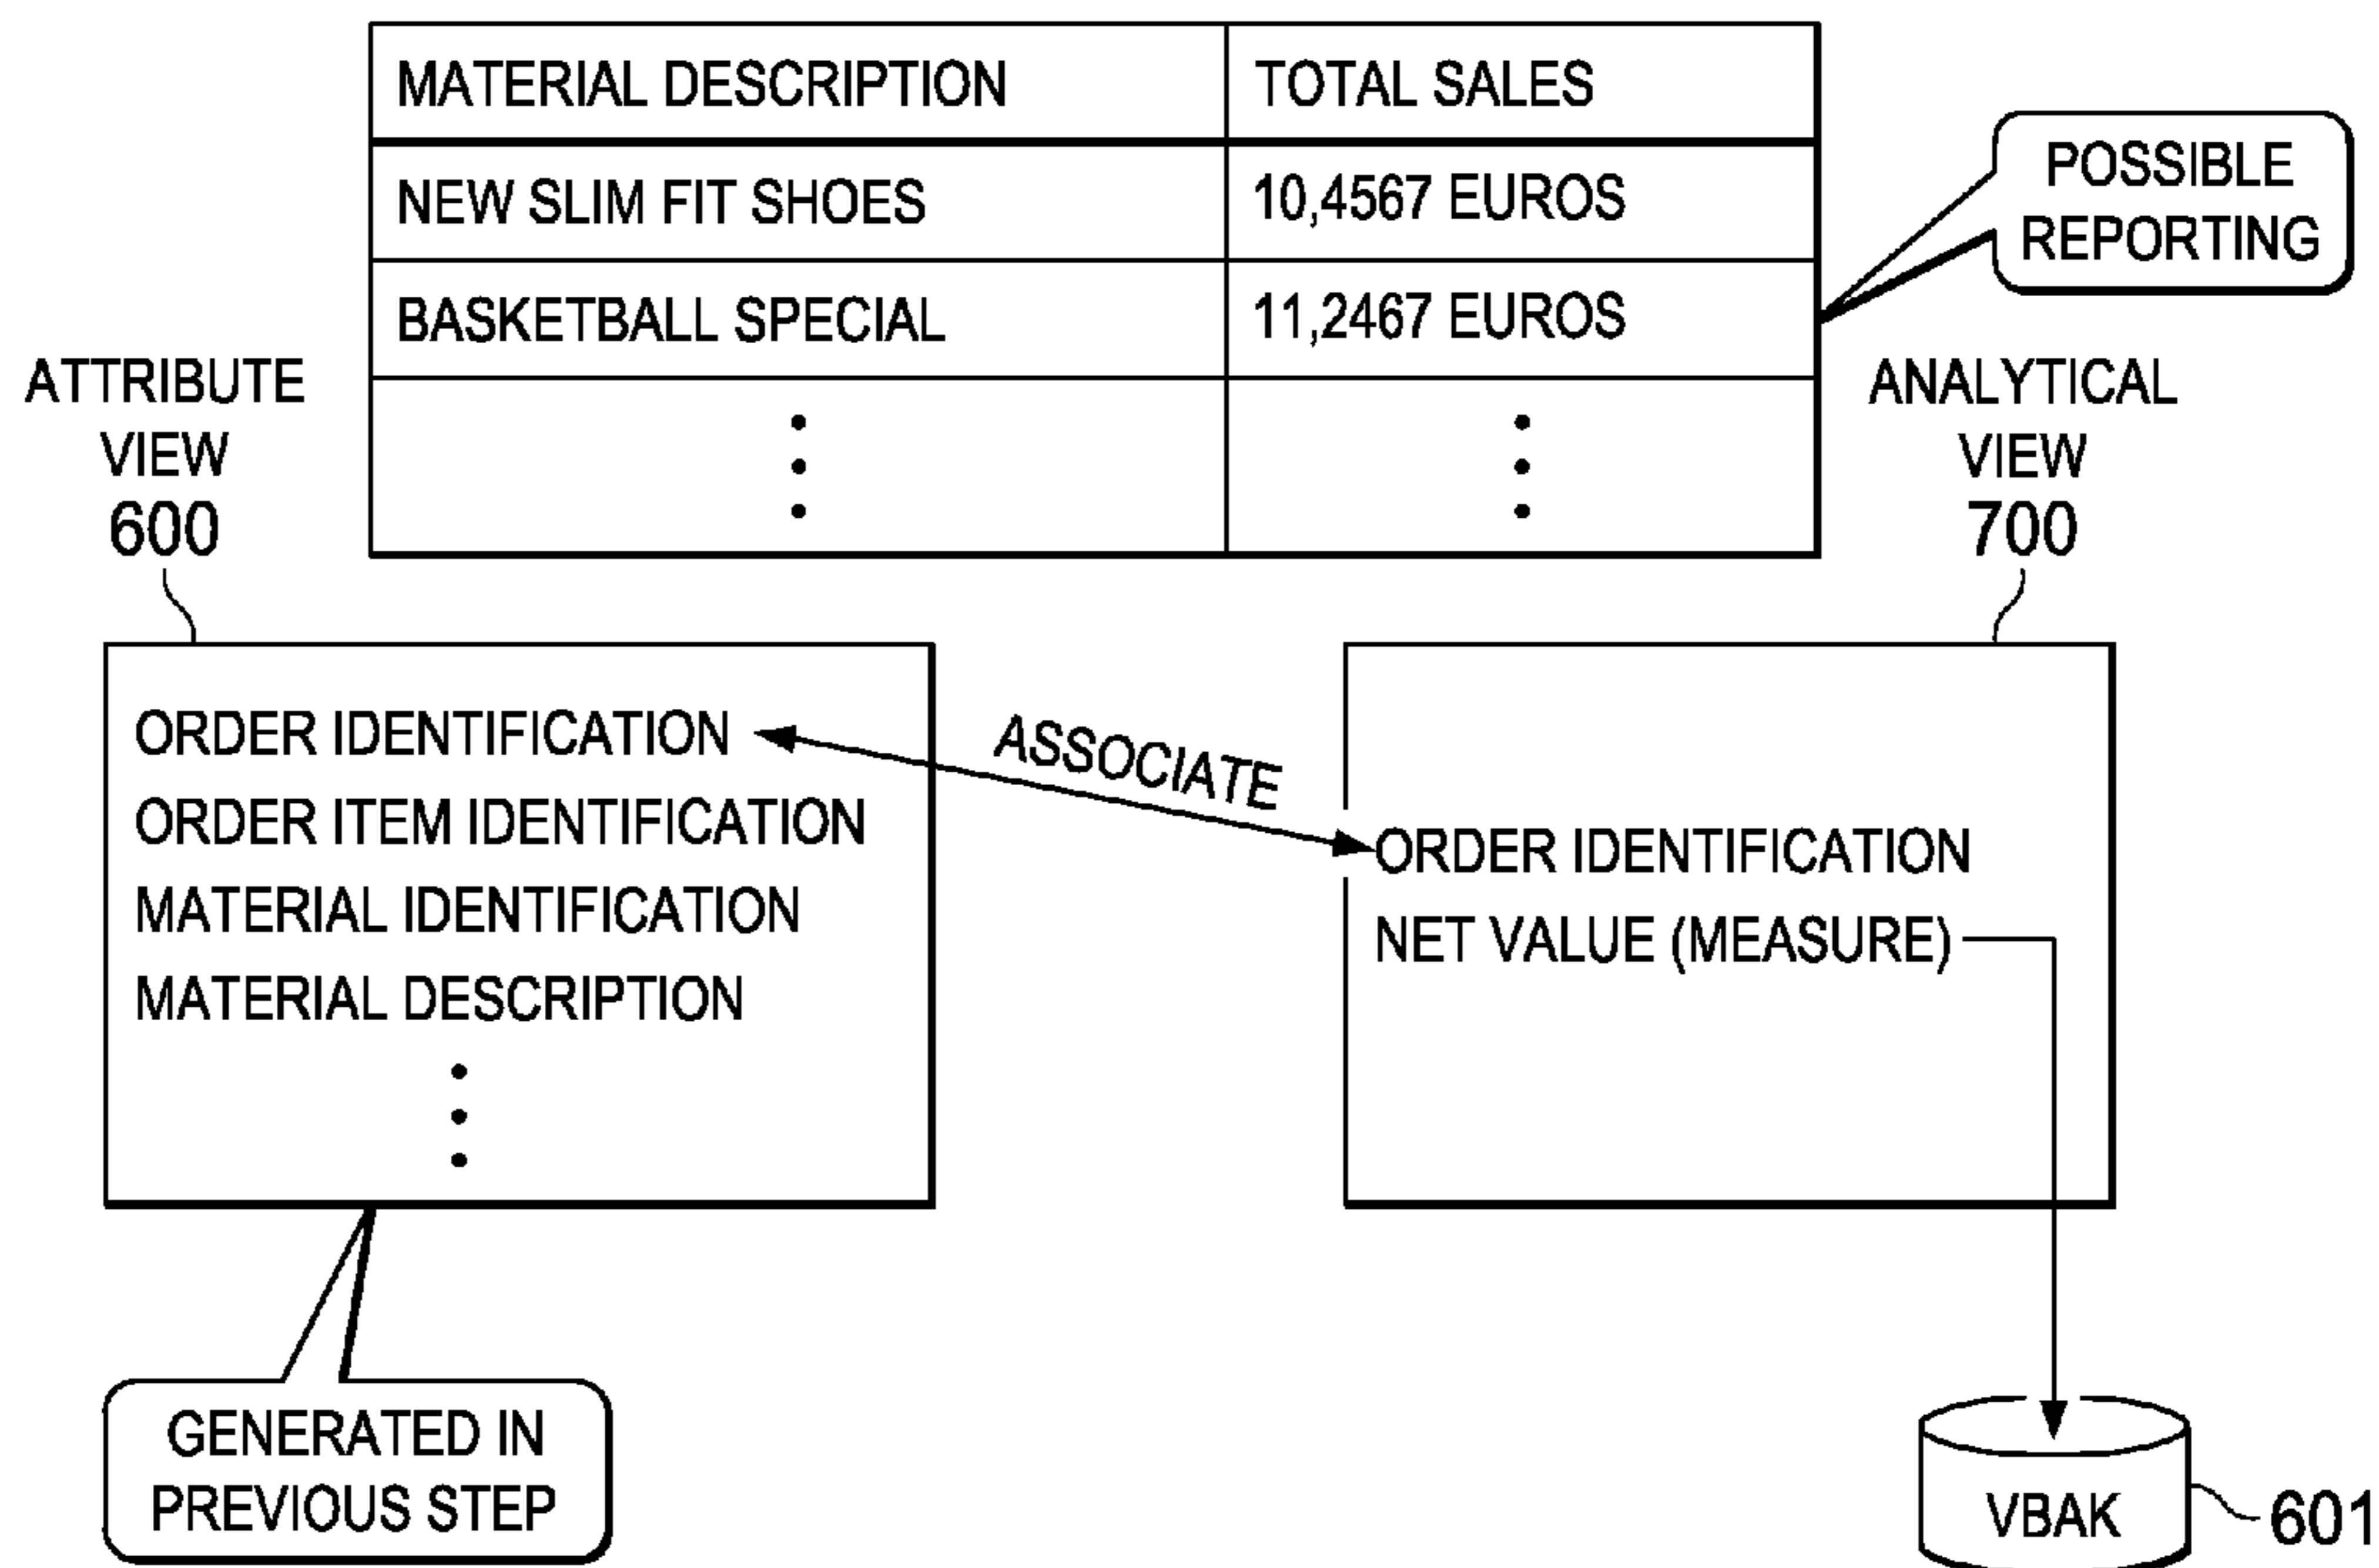 MATERIAL DESCRIPTION
TOTAL SALES
NEW SLIM FIT SHOES
10,4567 EUROS
BASKETBALL SPECIAL
11,2467 EUROS
POSSIBLE
REPORTING
ATTRIBUTE
VIEW
600
ANALYTICAL
VIEW
700
ORDER IDENTIFICATION
ORDER ITEM IDENTIFICATION
MATERIAL IDENTIFICATION
MATERIAL DESCRIPTION
ASSOCIATE
ORDER IDENTIFICATION
NET VALUE (MEASURE)
GENERATED IN
PREVIOUS STEP
VBAK
601